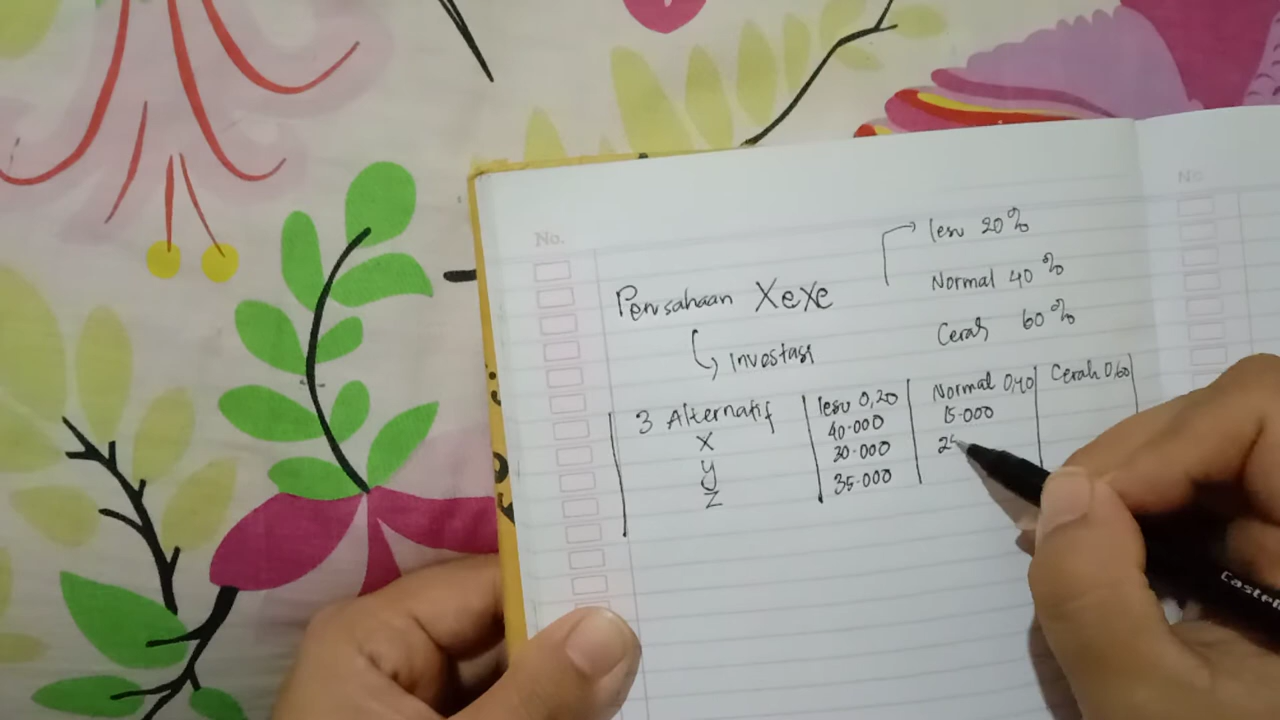 No.
No
lesu 20%
Normal 40%
Cerah 60%
Perusahaan XeXe
Investasi
3 Alternatif lesu 0,20 Normal 0,40 Cerah 0,60
X 40.000 15.000
y 30.000
Z 35.000